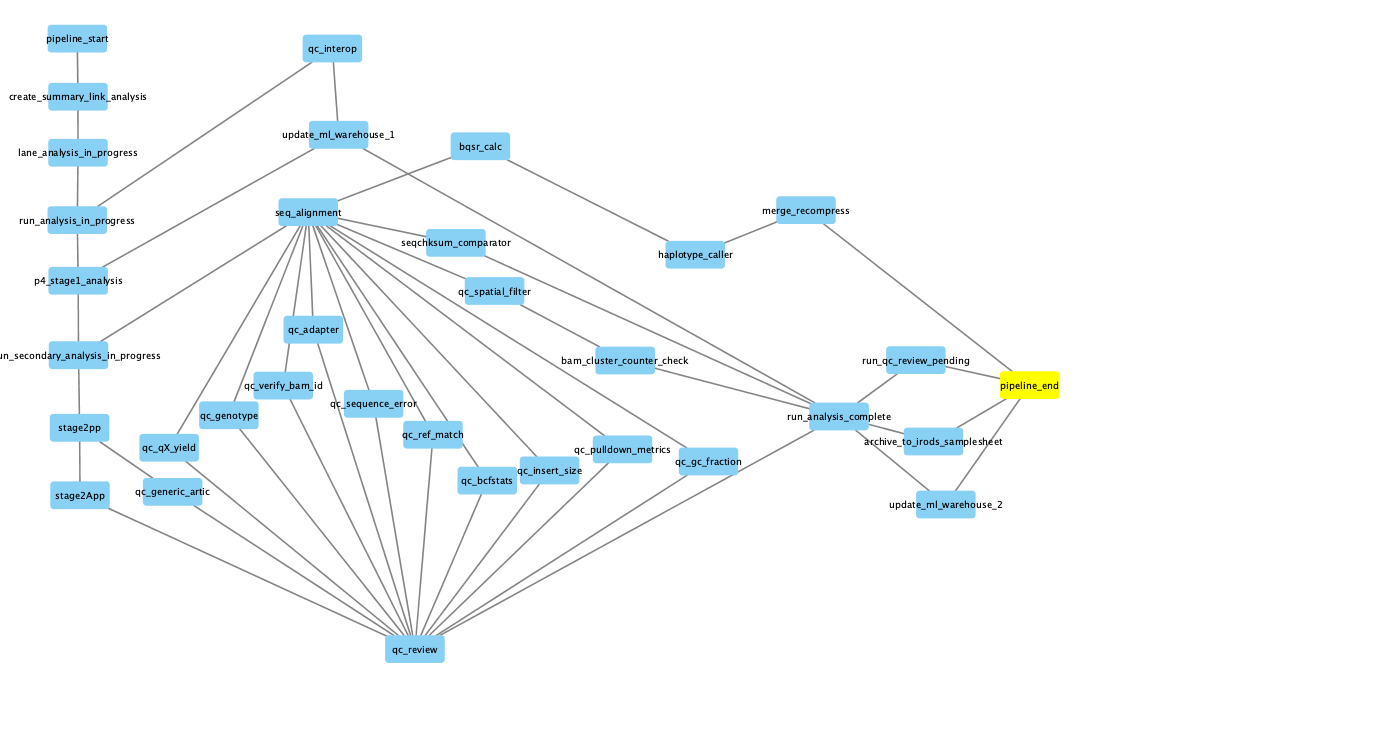 pipeline_start
qc_interop
create_summary_link_analysis
update_ml_warehouse_1
bqsr_calc
lane_analysis_in_progress
seq_alignment
merge_recompress
run_analysis_in_progress
seqchksum_comparator
haplotype_caller
p4_stage1_analysis
qc_spatial_filter
qc_adapter
un_secondary_analysis_in_progress
bam_cluster_counter_check
run_qc_review_pending
qc_verify_bam_id
pipeline_end
qc_sequence_error
qc_genotype
run_analysis_complete
stage2pp
qc_ref_match
archive_to_irods_samplesheet
qc_qX_yield
qc_pulldown_metrics
qc_gc_fraction
qc_insert_size
qc_bcfstats
stage2App
qc_generic_artic
update_ml_warehouse_2
qc_review